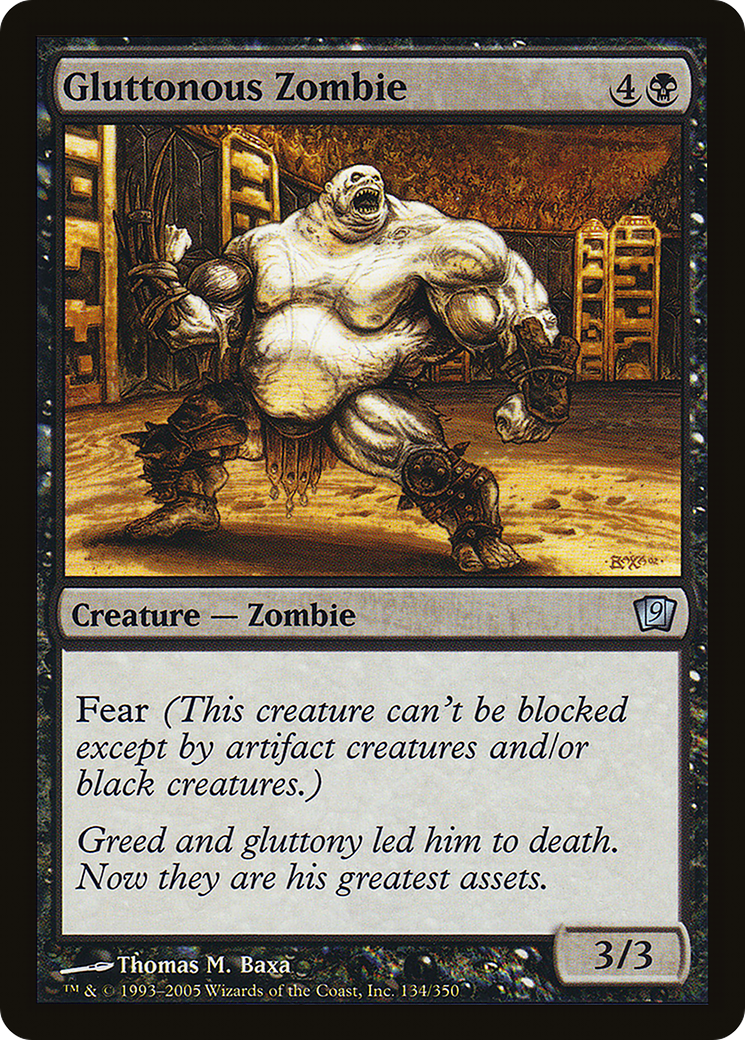 Gluttonous Zombie 4
Creature — Zombie 9
Fear (This creature can't be blocked
except by artifact creatures and/or
black creatures.)
Greed and gluttony led him to death.
Now they are his greatest assets.
3/3
Thomas M. Baxa
™ & © 1993–2005 Wizards of the Coast, Inc. 134/350